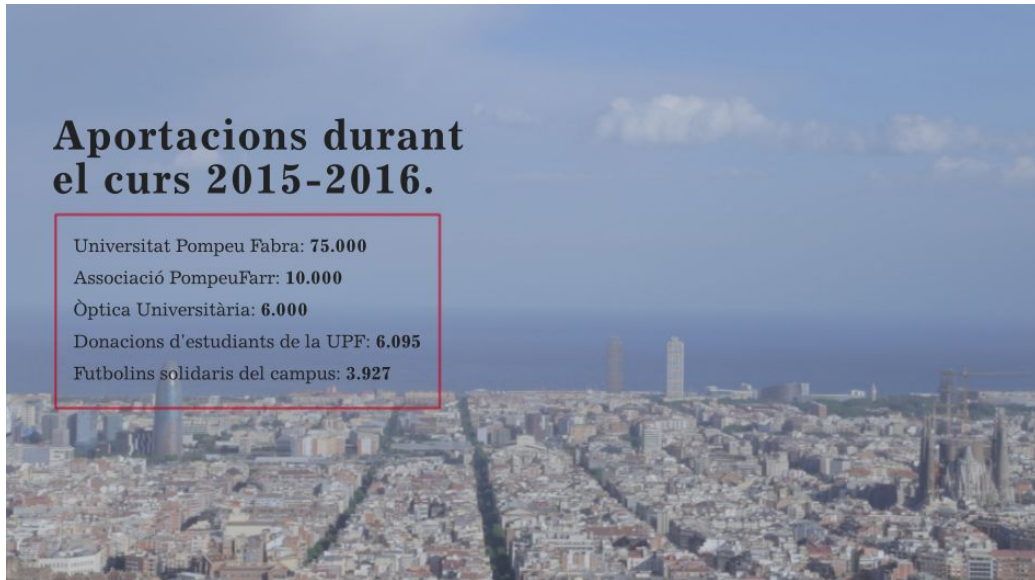 Aportacions durant
el curs 2015-2016.
Universitat Pompeu Fabra: 75.000
Associació PompeuFarr: 10.000
Òptica Universitària: 6.000
Donacions d'estudiants de la UPF: 6.095
Futbolins solidaris del campus: 3.927